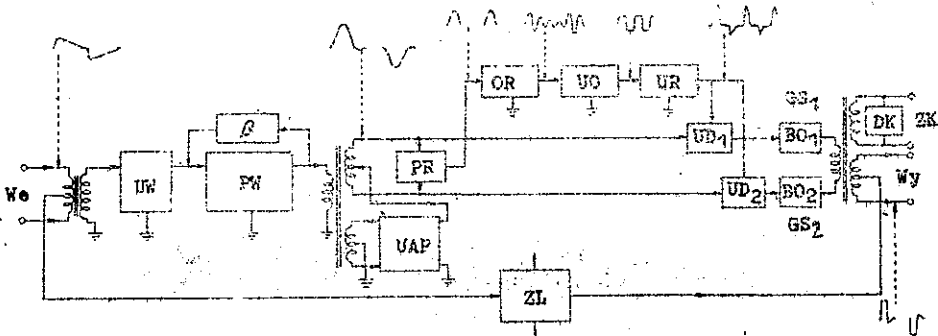 OR
UO
UR
GS1
β
UD1
BO1
DK
ZK
We
UW
PW
PR
Wy
UD2
BO2
GS2
UAP
ZL